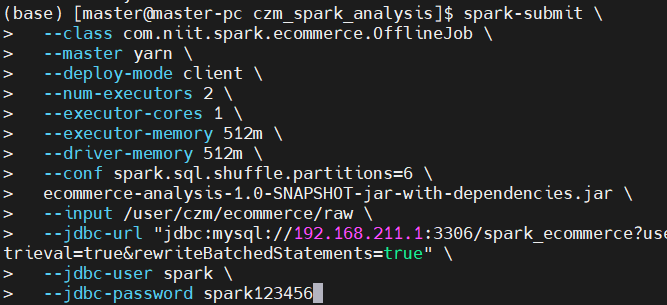 (base) [master@master-pc czm_spark_analysis]$ spark-submit \
>   --class com.niit.spark.ecommerce.OfflineJob \
>   --master yarn \
>   --deploy-mode client \
>   --num-executors 2 \
>   --executor-cores 1 \
>   --executor-memory 512m \
>   --driver-memory 512m \
>   --conf spark.sql.shuffle.partitions=6 \
>   ecommerce-analysis-1.0-SNAPSHOT-jar-with-dependencies.jar \
>   --input /user/czm/ecommerce/raw \
>   --jdbc-url "jdbc:mysql://192.168.211.1:3306/spark_ecommerce?use
trieval=true&rewriteBatchedStatements=true" \
>   --jdbc-user spark \
>   --jdbc-password spark123456